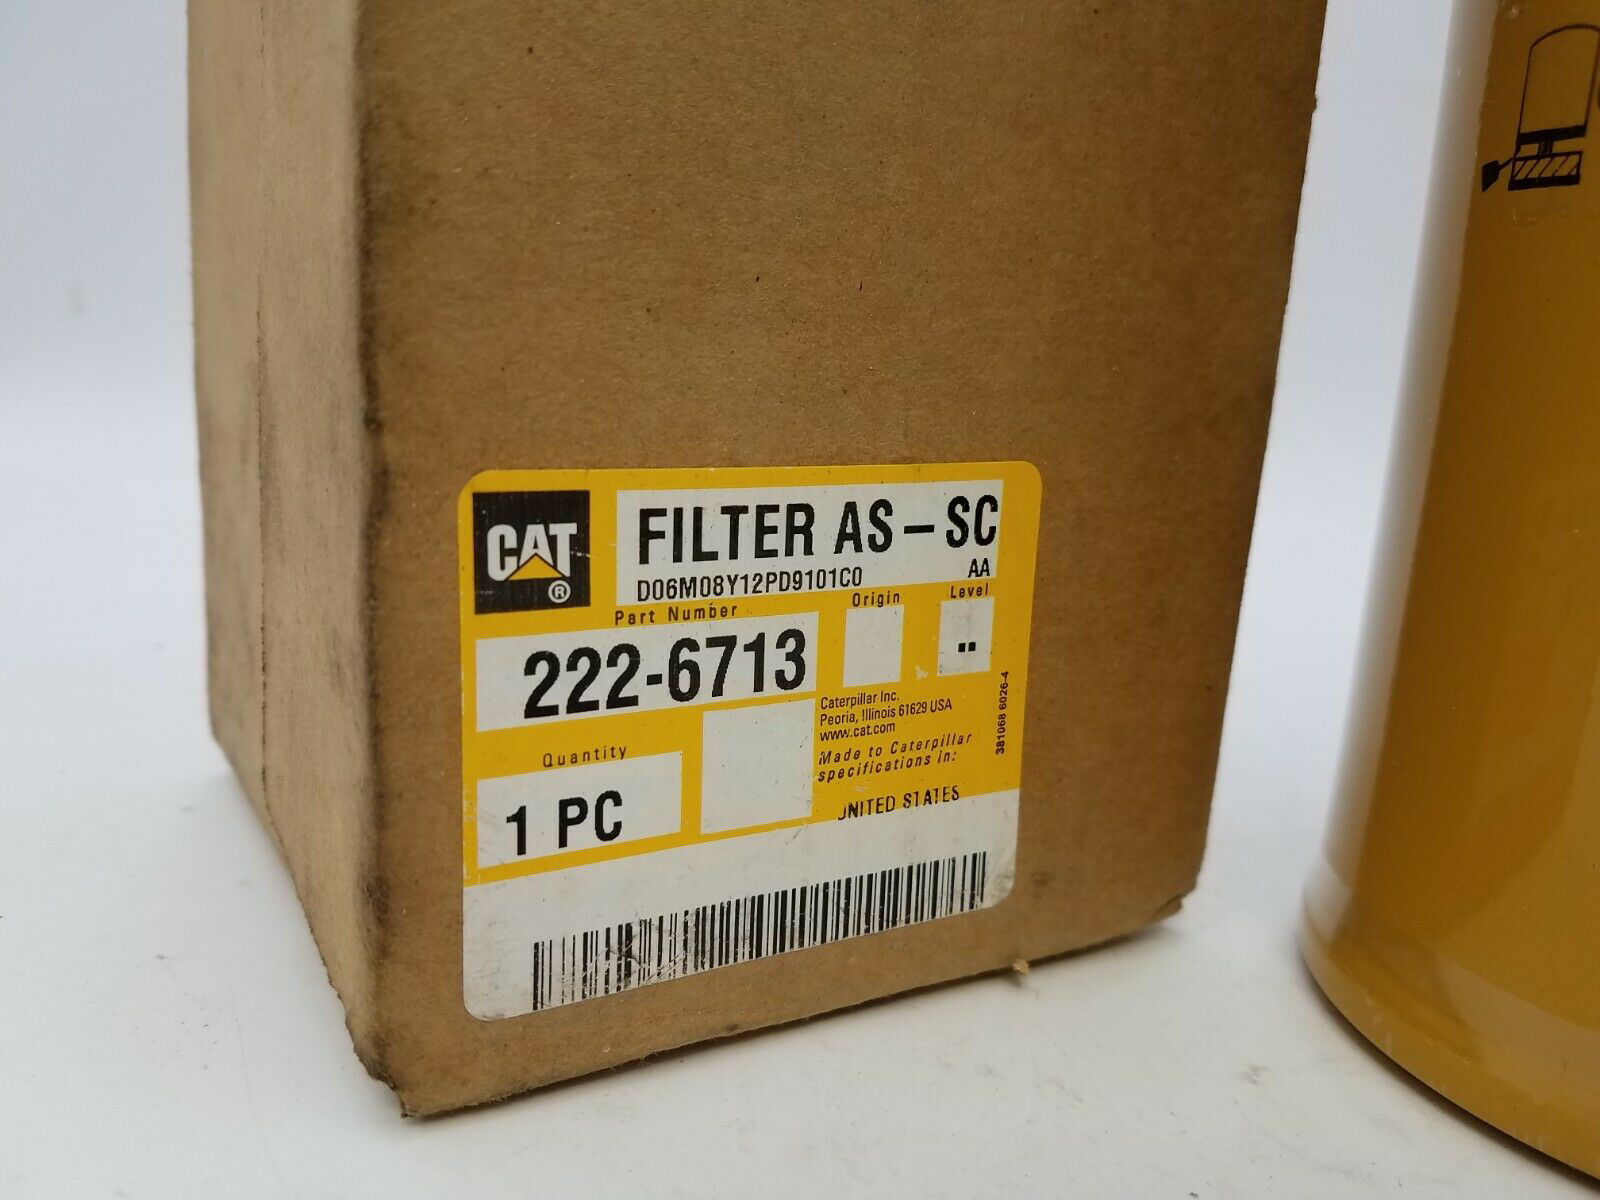 CAT
®
FILTER AS – SC
D06M08Y12PD9101C0 AA
Part Number Origin Level
222-6713 "
Caterpillar Inc.
Peoria, Illinois 61629 USA
www.cat.com
Made to Caterpillar
specifications in:
UNITED STATES
Quantity
1 PC
381068 6026-4